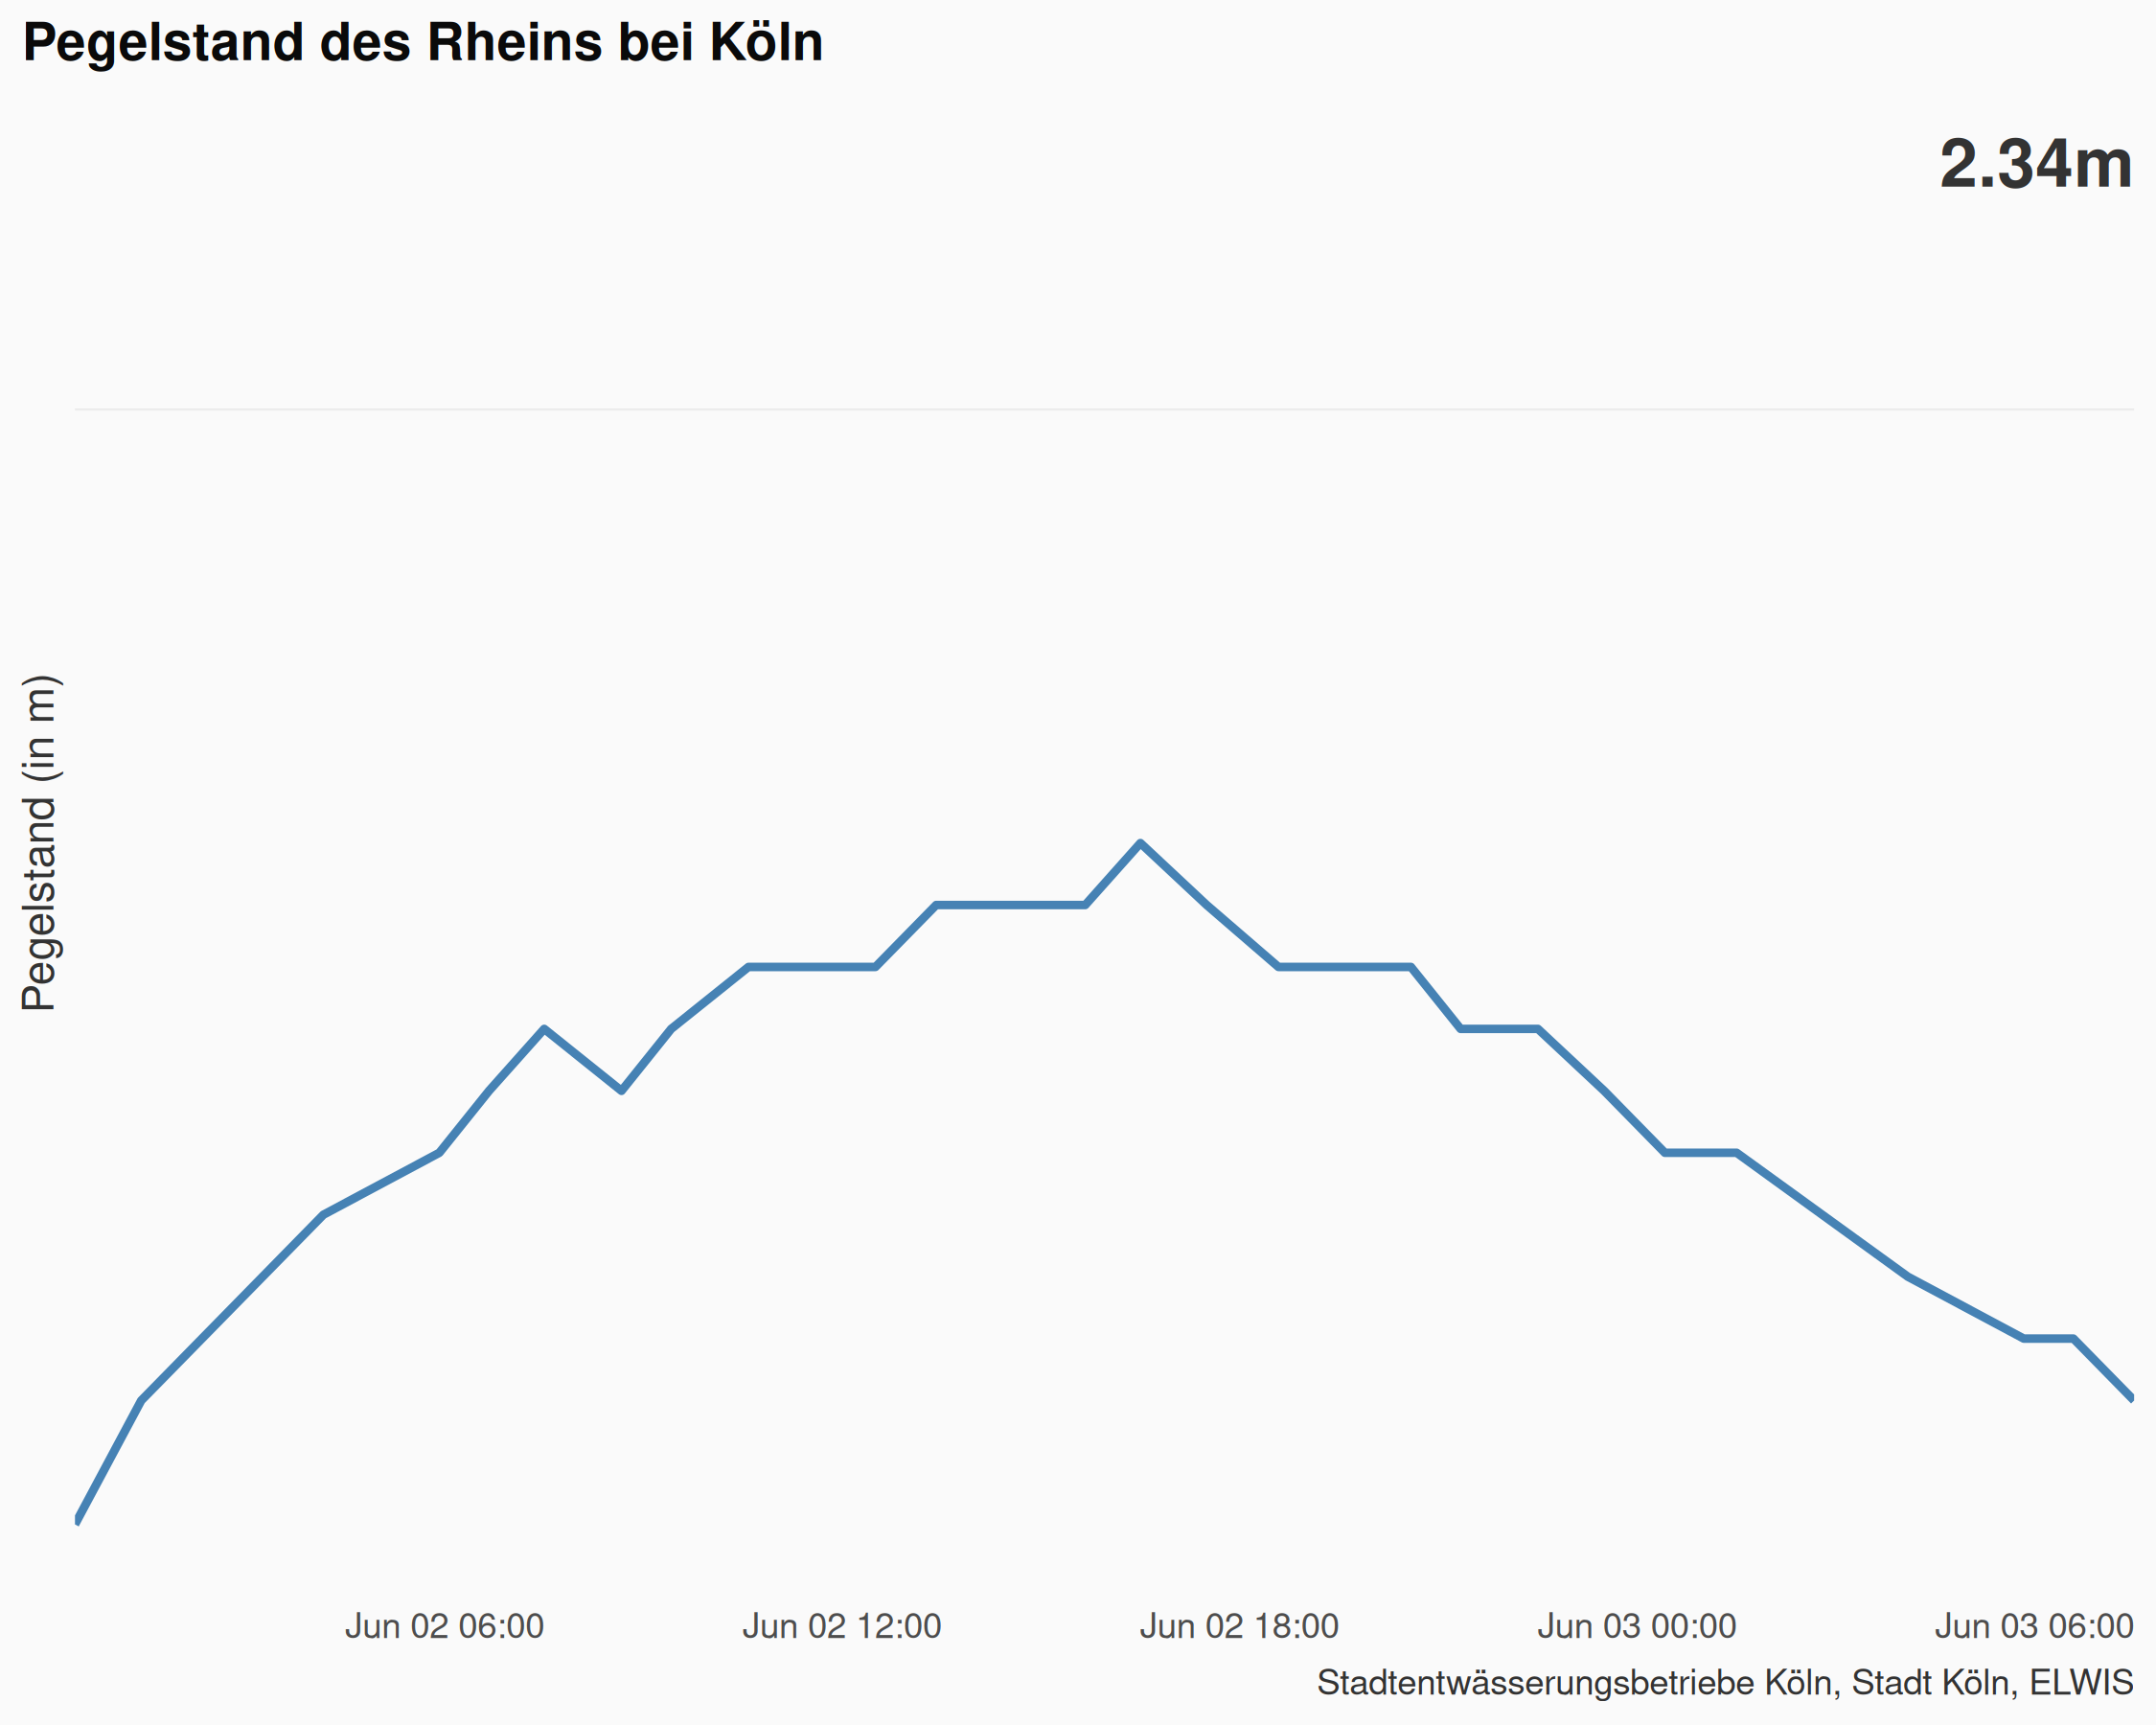 Pegelstand des Rheins bei Köln
2.34m
Pegelstand (in m)
Jun 02 06:00 Jun 02 12:00 Jun 02 18:00 Jun 03 00:00 Jun 03 06:00
Stadtentwässerungsbetriebe Köln, Stadt Köln, ELWIS